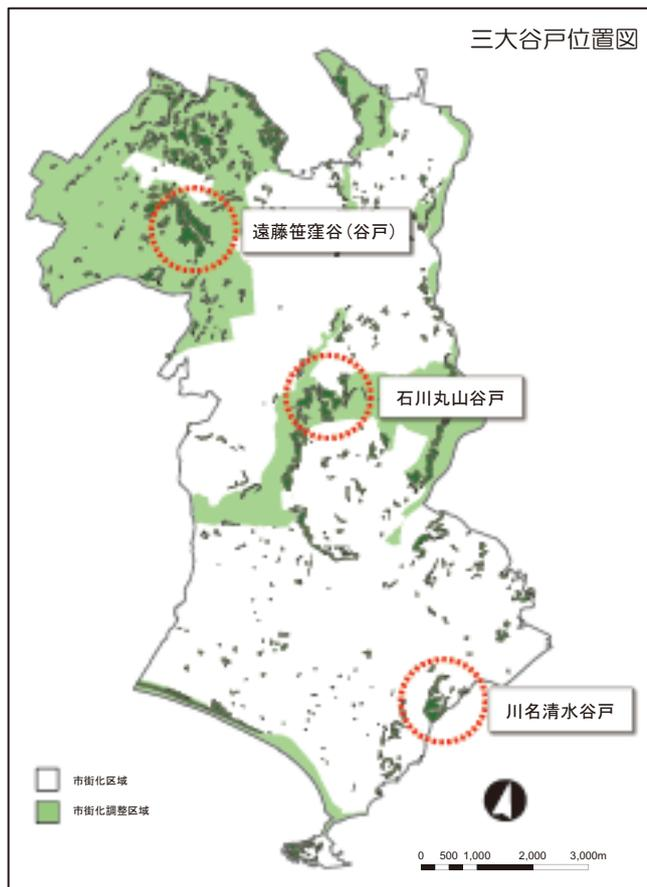 三大谷戸位置図
遠藤笹窪谷(谷戸)
石川丸山谷戸
川名清水谷戸
市街化区域
市街化調整区域
0 500 1,000 2,000 3,000m